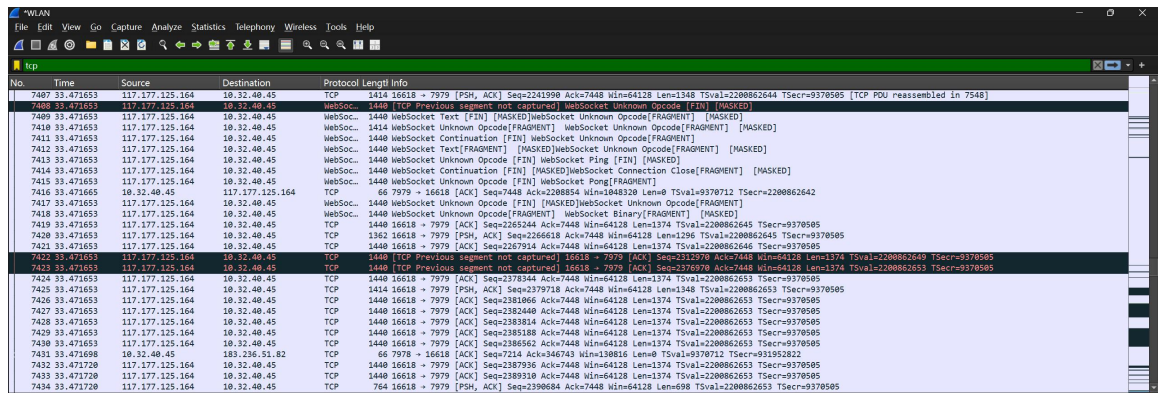 *WLAN
File Edit View Go Capture Analyze Statistics Telephony Wireless Tools Help
tcp
No. Time Source Destination Protocol Length Info
7407 33.471653 117.177.125.164 10.32.40.45 TCP 1414 16618 → 7979 [PSH, ACK] Seq=2241990 Ack=7448 Win=64128 Len=1348 TSval=2200862644 TSecr=9370505 [TCP PDU reassembled in 7548]
7408 33.471653 117.177.125.164 10.32.40.45 WebSoc… 1440 [TCP Previous segment not captured] WebSocket Unknown Opcode [FIN] [MASKED]
7409 33.471653 117.177.125.164 10.32.40.45 WebSoc… 1440 WebSocket Text [FIN] [MASKED]WebSocket Unknown Opcode[FRAGMENT] [MASKED]
7410 33.471653 117.177.125.164 10.32.40.45 WebSoc… 1414 WebSocket Unknown Opcode[FRAGMENT] WebSocket Unknown Opcode[FRAGMENT] [MASKED]
7411 33.471653 117.177.125.164 10.32.40.45 WebSoc… 1440 WebSocket Continuation [FIN] WebSocket Unknown Opcode[FRAGMENT]
7412 33.471653 117.177.125.164 10.32.40.45 WebSoc… 1440 WebSocket Text[FRAGMENT] [MASKED]WebSocket Unknown Opcode[FRAGMENT] [MASKED]
7413 33.471653 117.177.125.164 10.32.40.45 WebSoc… 1440 WebSocket Unknown Opcode [FIN] WebSocket Ping [FIN] [MASKED]
7414 33.471653 117.177.125.164 10.32.40.45 WebSoc… 1440 WebSocket Continuation [FIN] [MASKED]WebSocket Connection Close[FRAGMENT] [MASKED]
7415 33.471653 117.177.125.164 10.32.40.45 WebSoc… 1440 WebSocket Unknown Opcode [FIN] WebSocket Pong[FRAGMENT]
7416 33.471665 10.32.40.45 117.177.125.164 TCP 66 7979 → 16618 [ACK] Seq=7448 Ack=2208854 Win=1048320 Len=0 TSval=9370712 TSecr=2200862642
7417 33.471653 117.177.125.164 10.32.40.45 WebSoc… 1440 WebSocket Unknown Opcode [FIN] [MASKED]WebSocket Unknown Opcode[FRAGMENT]
7418 33.471653 117.177.125.164 10.32.40.45 WebSoc… 1440 WebSocket Unknown Opcode[FRAGMENT] WebSocket Binary[FRAGMENT] [MASKED]
7419 33.471653 117.177.125.164 10.32.40.45 TCP 1440 16618 → 7979 [ACK] Seq=2265244 Ack=7448 Win=64128 Len=1374 TSval=2200862645 TSecr=9370505
7420 33.471653 117.177.125.164 10.32.40.45 TCP 1362 16618 → 7979 [PSH, ACK] Seq=2266618 Ack=7448 Win=64128 Len=1296 TSval=2200862645 TSecr=9370505
7421 33.471653 117.177.125.164 10.32.40.45 TCP 1440 16618 → 7979 [ACK] Seq=2267914 Ack=7448 Win=64128 Len=1374 TSval=2200862646 TSecr=9370505
7422 33.471653 117.177.125.164 10.32.40.45 TCP 1440 [TCP Previous segment not captured] 16618 → 7979 [ACK] Seq=2312970 Ack=7448 Win=64128 Len=1374 TSval=2200862649 TSecr=9370505
7423 33.471653 117.177.125.164 10.32.40.45 TCP 1440 [TCP Previous segment not captured] 16618 → 7979 [ACK] Seq=2376970 Ack=7448 Win=64128 Len=1374 TSval=2200862653 TSecr=9370505
7424 33.471653 117.177.125.164 10.32.40.45 TCP 1440 16618 → 7979 [ACK] Seq=2378344 Ack=7448 Win=64128 Len=1374 TSval=2200862653 TSecr=9370505
7425 33.471653 117.177.125.164 10.32.40.45 TCP 1414 16618 → 7979 [PSH, ACK] Seq=2379718 Ack=7448 Win=64128 Len=1348 TSval=2200862653 TSecr=9370505
7426 33.471653 117.177.125.164 10.32.40.45 TCP 1440 16618 → 7979 [ACK] Seq=2381066 Ack=7448 Win=64128 Len=1374 TSval=2200862653 TSecr=9370505
7427 33.471653 117.177.125.164 10.32.40.45 TCP 1440 16618 → 7979 [ACK] Seq=2382440 Ack=7448 Win=64128 Len=1374 TSval=2200862653 TSecr=9370505
7428 33.471653 117.177.125.164 10.32.40.45 TCP 1440 16618 → 7979 [ACK] Seq=2383814 Ack=7448 Win=64128 Len=1374 TSval=2200862653 TSecr=9370505
7429 33.471653 117.177.125.164 10.32.40.45 TCP 1440 16618 → 7979 [ACK] Seq=2385188 Ack=7448 Win=64128 Len=1374 TSval=2200862653 TSecr=9370505
7430 33.471653 117.177.125.164 10.32.40.45 TCP 1440 16618 → 7979 [ACK] Seq=2386562 Ack=7448 Win=64128 Len=1374 TSval=2200862653 TSecr=9370505
7431 33.471698 10.32.40.45 183.236.51.82 TCP 66 7978 → 16618 [ACK] Seq=7214 Ack=346743 Win=130816 Len=0 TSval=9370712 TSecr=931952822
7432 33.471720 117.177.125.164 10.32.40.45 TCP 1440 16618 → 7979 [ACK] Seq=2387936 Ack=7448 Win=64128 Len=1374 TSval=2200862653 TSecr=9370505
7433 33.471720 117.177.125.164 10.32.40.45 TCP 1440 16618 → 7979 [ACK] Seq=2389310 Ack=7448 Win=64128 Len=1374 TSval=2200862653 TSecr=9370505
7434 33.471720 117.177.125.164 10.32.40.45 TCP 764 16618 → 7979 [PSH, ACK] Seq=2390684 Ack=7448 Win=64128 Len=698 TSval=2200862653 TSecr=9370505